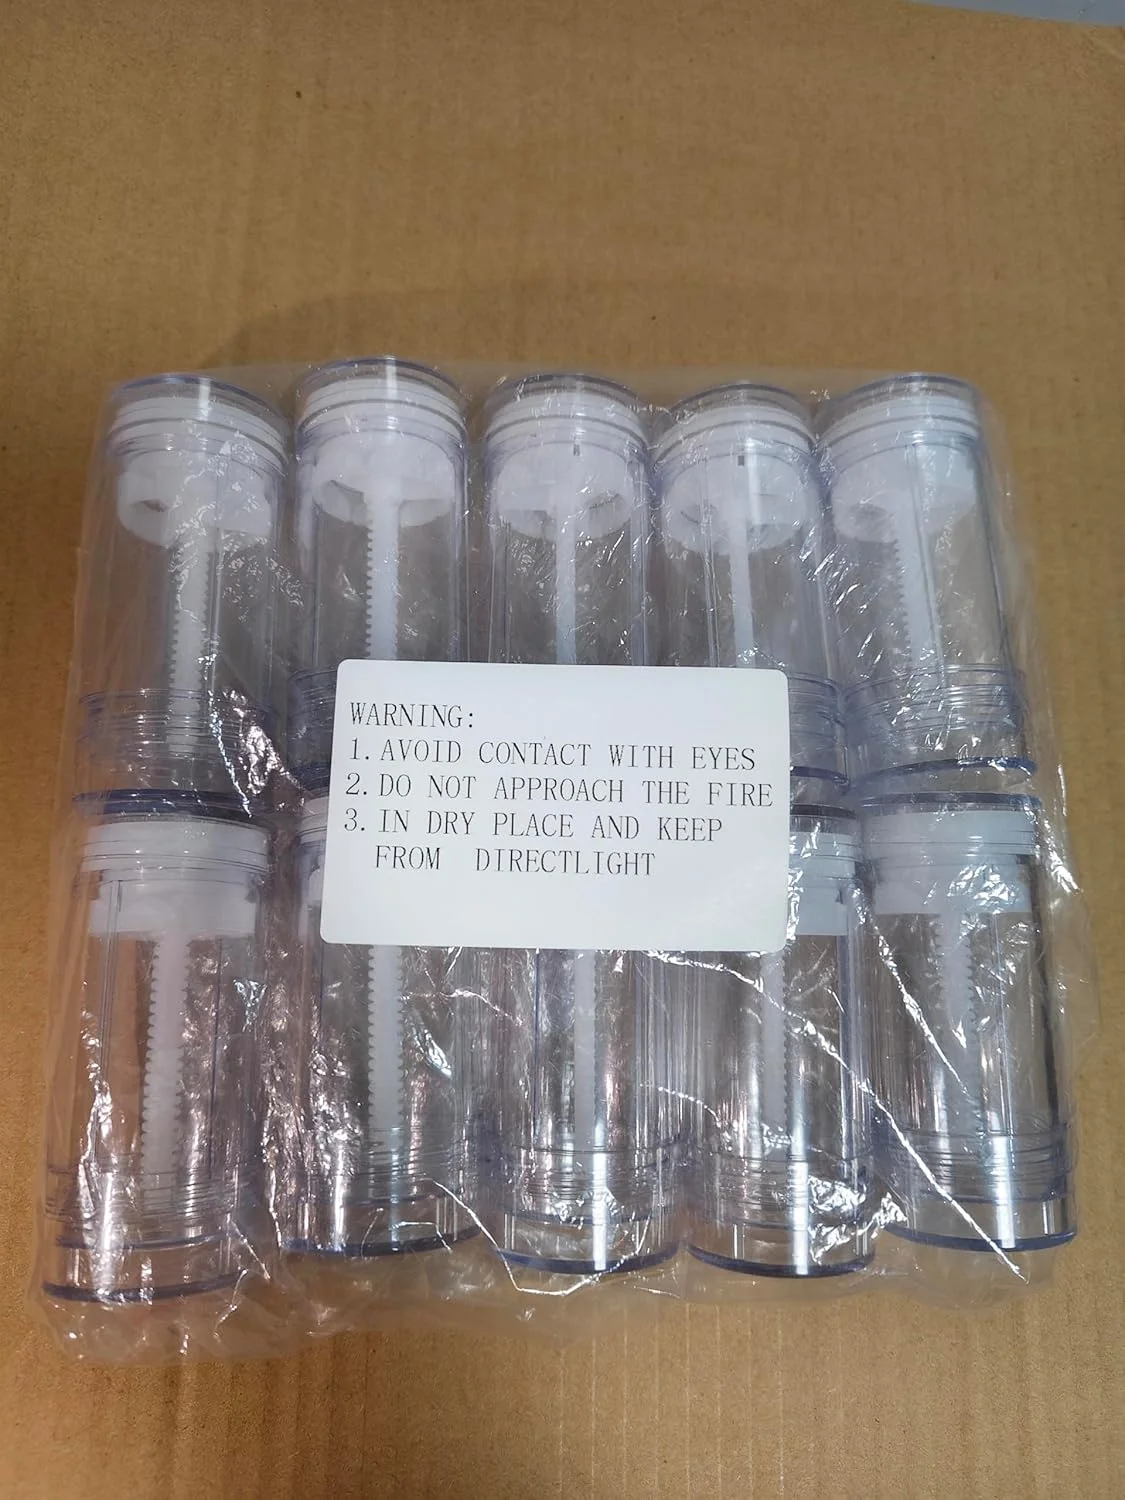 WARNING:
1. AVOID CONTACT WITH EYES
2. DO NOT APPROACH THE FIRE
3. IN DRY PLACE AND KEEP
FROM DIRECTLIGHT